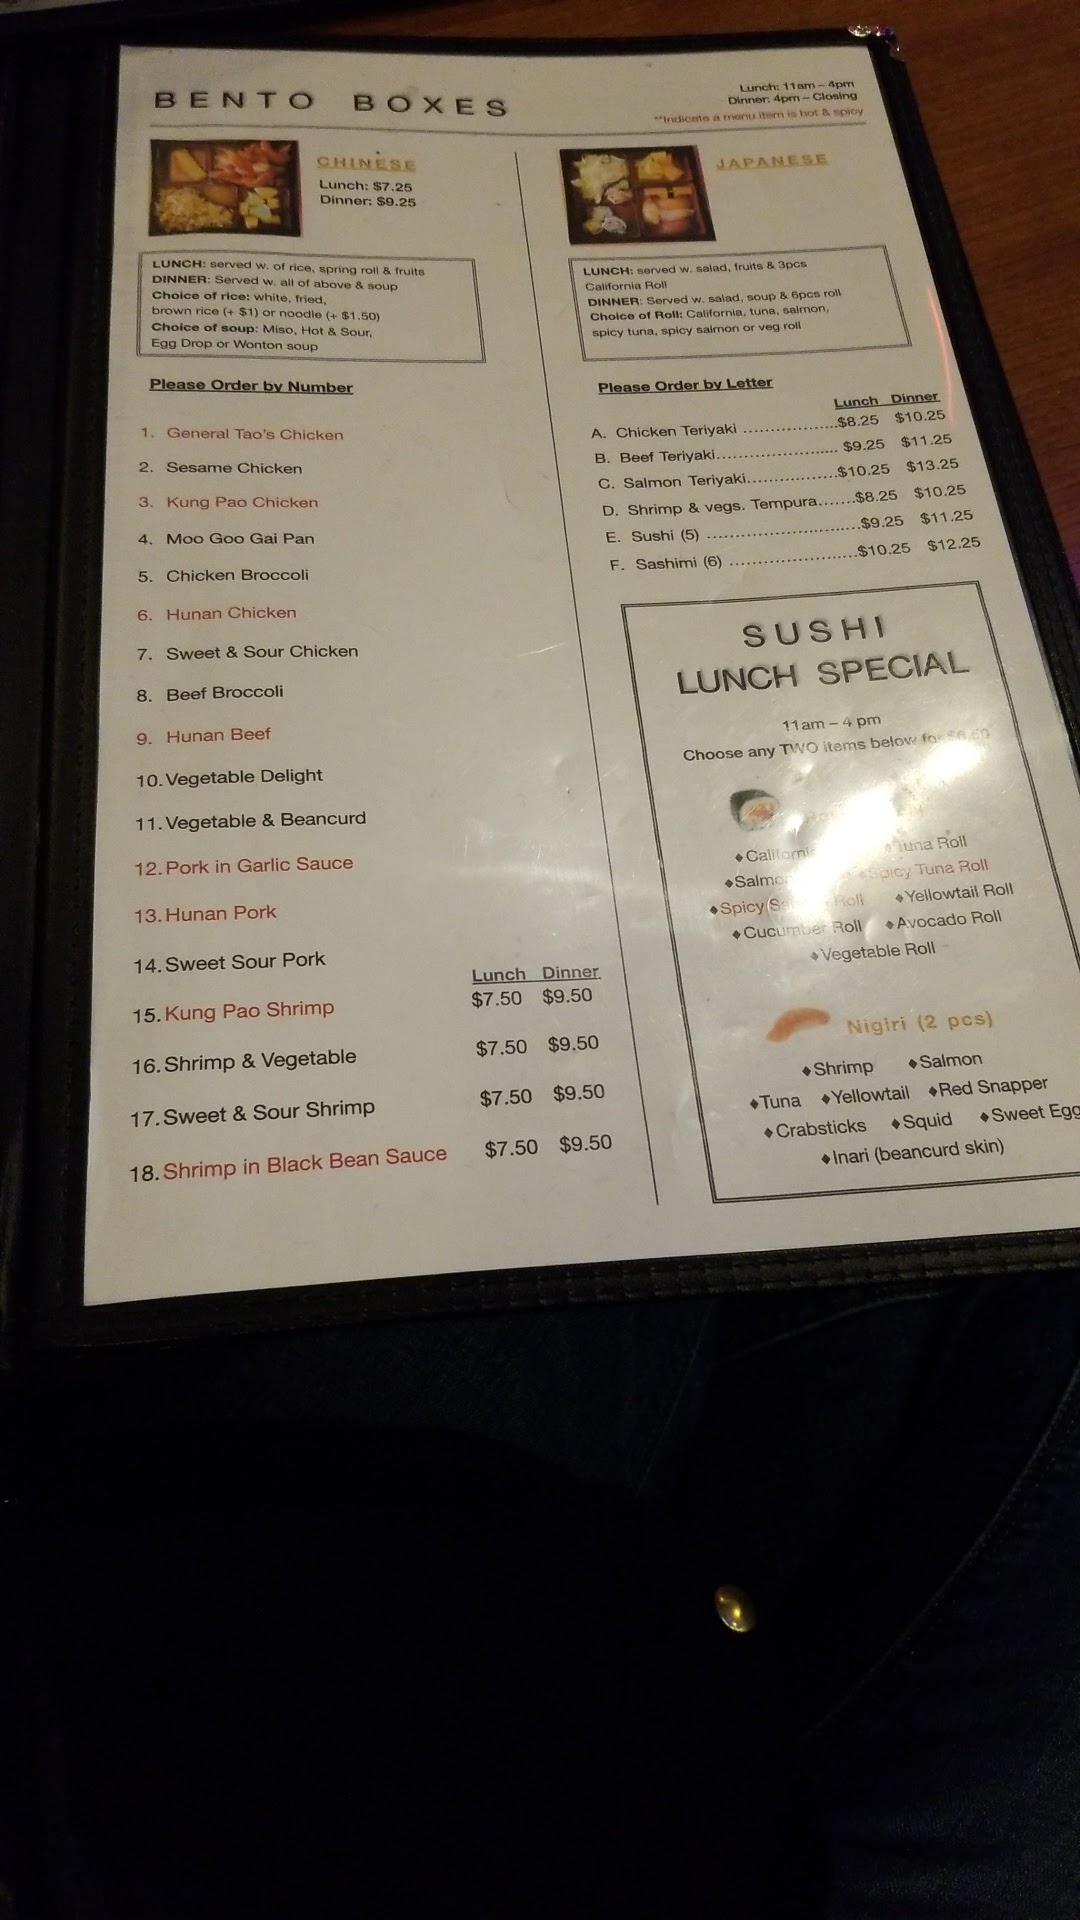 BENTO BOXES
Lunch: 11am – 4pm
Dinner: 4pm – Closing
**Indicate a menu item is hot & spicy
CHINESE
Lunch: $7.25
Dinner: $9.25
LUNCH: served w. of rice, spring roll & fruits
DINNER: Served w. all of above & soup
Choice of rice: white, fried,
brown rice (+ $1) or noodle (+ $1.50)
Choice of soup: Miso, Hot & Sour,
Egg Drop or Wonton soup
Please Order by Number
1. General Tao's Chicken
2. Sesame Chicken
3. Kung Pao Chicken
4. Moo Goo Gai Pan
5. Chicken Broccoli
6. Hunan Chicken
7. Sweet & Sour Chicken
8. Beef Broccoli
9. Hunan Beef
10. Vegetable Delight
11. Vegetable & Beancurd
12. Pork in Garlic Sauce
13. Hunan Pork
14. Sweet Sour Pork
Lunch Dinner
15. Kung Pao Shrimp $7.50 $9.50
16. Shrimp & Vegetable $7.50 $9.50
17. Sweet & Sour Shrimp $7.50 $9.50
18. Shrimp in Black Bean Sauce $7.50 $9.50
JAPANESE
LUNCH: served w. salad, fruits & 3pcs
California Roll
DINNER: Served w. salad, soup & 6pcs roll
Choice of Roll: California, tuna, salmon,
spicy tuna, spicy salmon or veg roll
Please Order by Letter
Lunch Dinner
A. Chicken Teriyaki ..................$8.25 $10.25
B. Beef Teriyaki....................... $9.25 $11.25
C. Salmon Teriyaki.................$10.25 $13.25
D. Shrimp & vegs. Tempura.......$8.25 $10.25
E. Sushi (5) .............................$9.25 $11.25
F. Sashimi (6) ........................$10.25 $12.25
SUSHI
LUNCH SPECIAL
11am – 4 pm
Choose any TWO items below for
♦California ♦Tuna Roll
♦Salmon ♦Spicy Tuna Roll
♦Spicy Roll ♦Yellowtail Roll
♦Cucumber Roll ♦Avocado Roll
♦Vegetable Roll
Nigiri (2 pcs)
♦Shrimp ♦Salmon
♦Tuna ♦Yellowtail ♦Red Snapper
♦Crabsticks ♦Squid ♦Sweet Egg
♦Inari (beancurd skin)